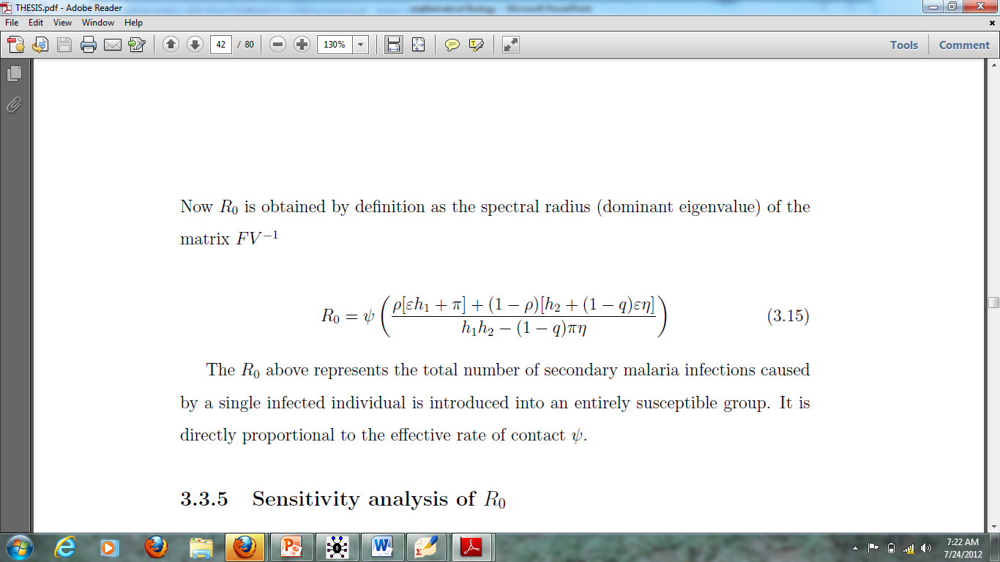 THESIS.pdf - Adobe Reader
mathematical Biology - Microsoft PowerPoint
File Edit View Window Help
42 / 80 130% Tools Comment
Now R₀ is obtained by definition as the spectral radius (dominant eigenvalue) of the
matrix FV⁻¹
R₀ = ψ ( ρ[εh₁ + π] + (1 − ρ)[h₂ + (1 − q)εη] / h₁h₂ − (1 − q)πη ) (3.15)
The R₀ above represents the total number of secondary malaria infections caused
by a single infected individual is introduced into an entirely susceptible group. It is
directly proportional to the effective rate of contact ψ.
3.3.5 Sensitivity analysis of R₀
7:22 AM
7/24/2012